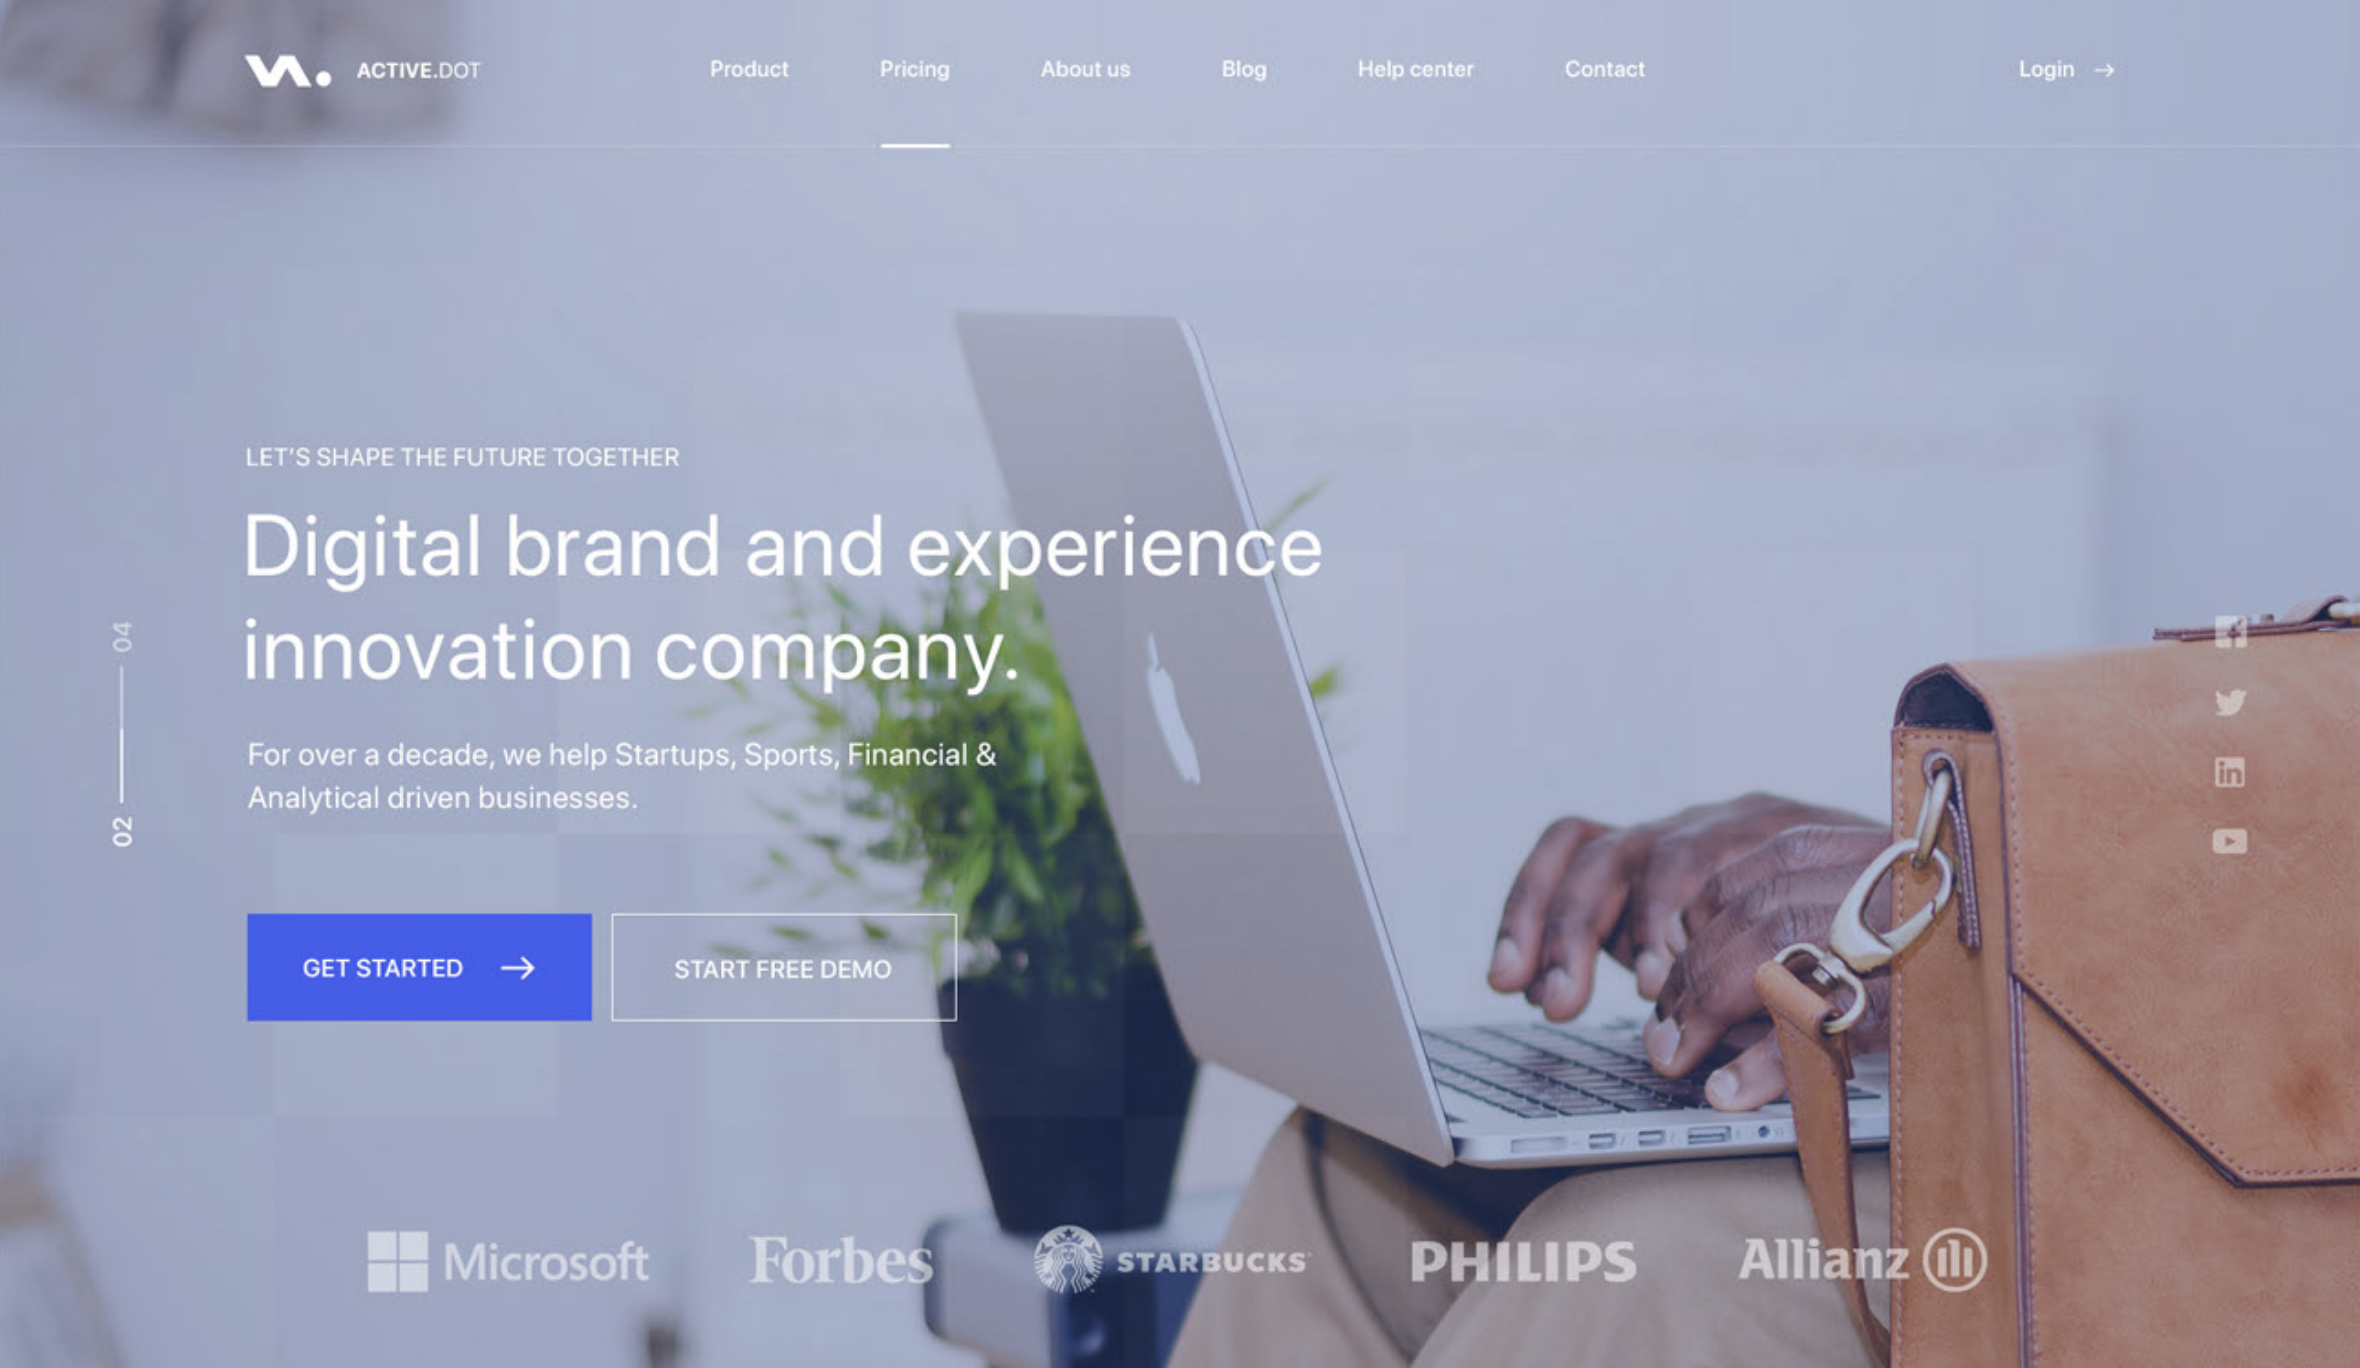 ACTIVE.DOT
Product
Pricing
About us
Blog
Help center
Contact
Login →
LET'S SHAPE THE FUTURE TOGETHER
Digital brand and experience
innovation company.
For over a decade, we help Startups, Sports, Financial &
Analytical driven businesses.
04
02
GET STARTED →
START FREE DEMO
in
Microsoft
Forbes
STARBUCKS
PHILIPS
Allianz